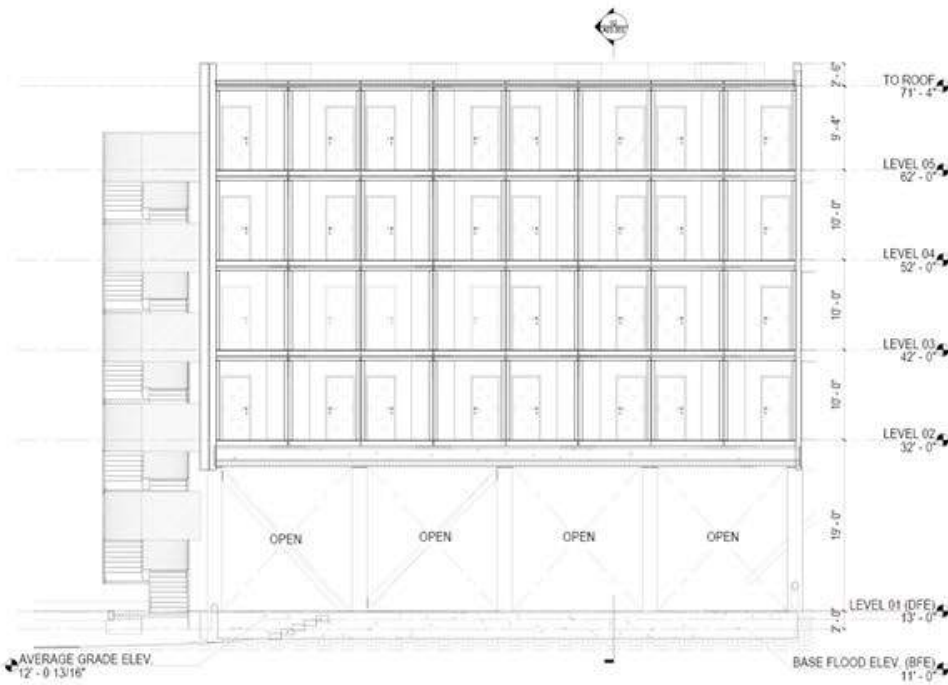 2'-6"
TO ROOF
71'-4"
9'-4"
LEVEL 05
62'-0"
10'-0"
LEVEL 04
52'-0"
10'-0"
LEVEL 03
42'-0"
10'-0"
LEVEL 02
32'-0"
OPEN
OPEN
OPEN
OPEN
19'-0"
LEVEL 01 (DFE)
13'-0"
2'-0"
AVERAGE GRADE ELEV.
12'-0 13/16"
BASE FLOOD ELEV. (BFE)
11'-0"